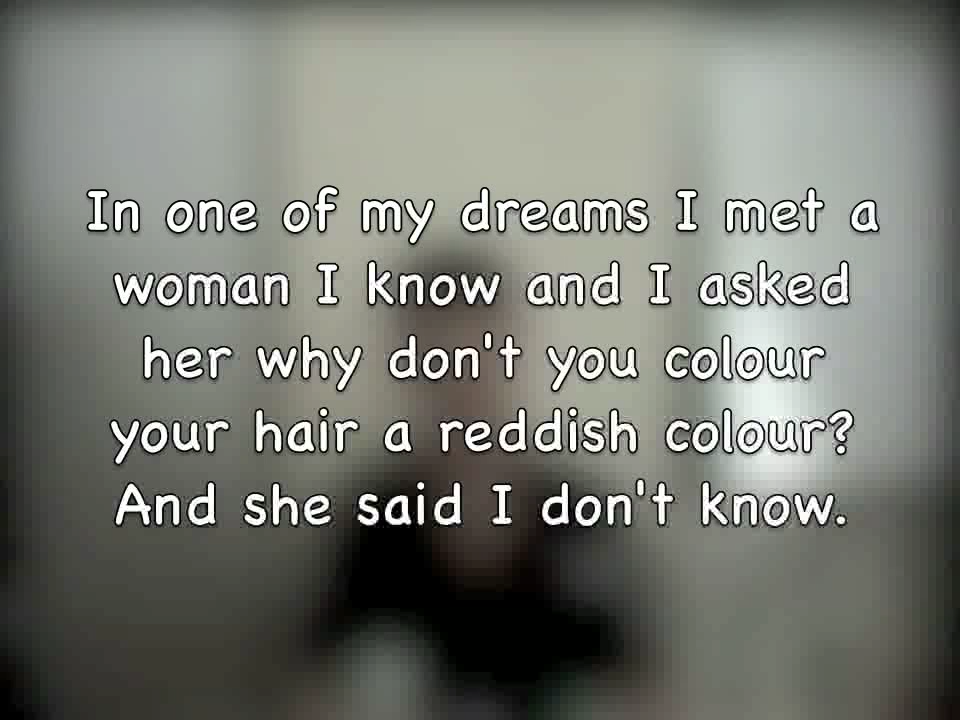 In one of my dreams I met a
woman I know and I asked
her why don't you colour
your hair a reddish colour?
And she said I don't know.